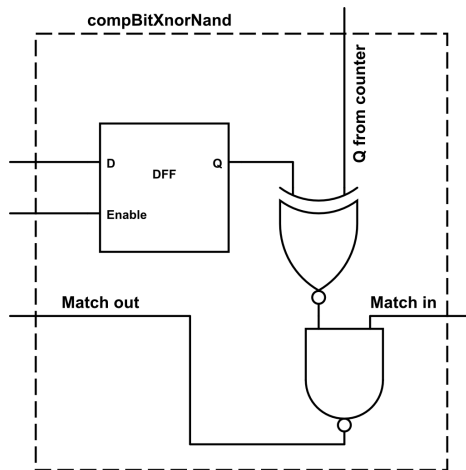 compBitXnorNand
Q from counter
D
DFF
Q
Enable
Match out
Match in